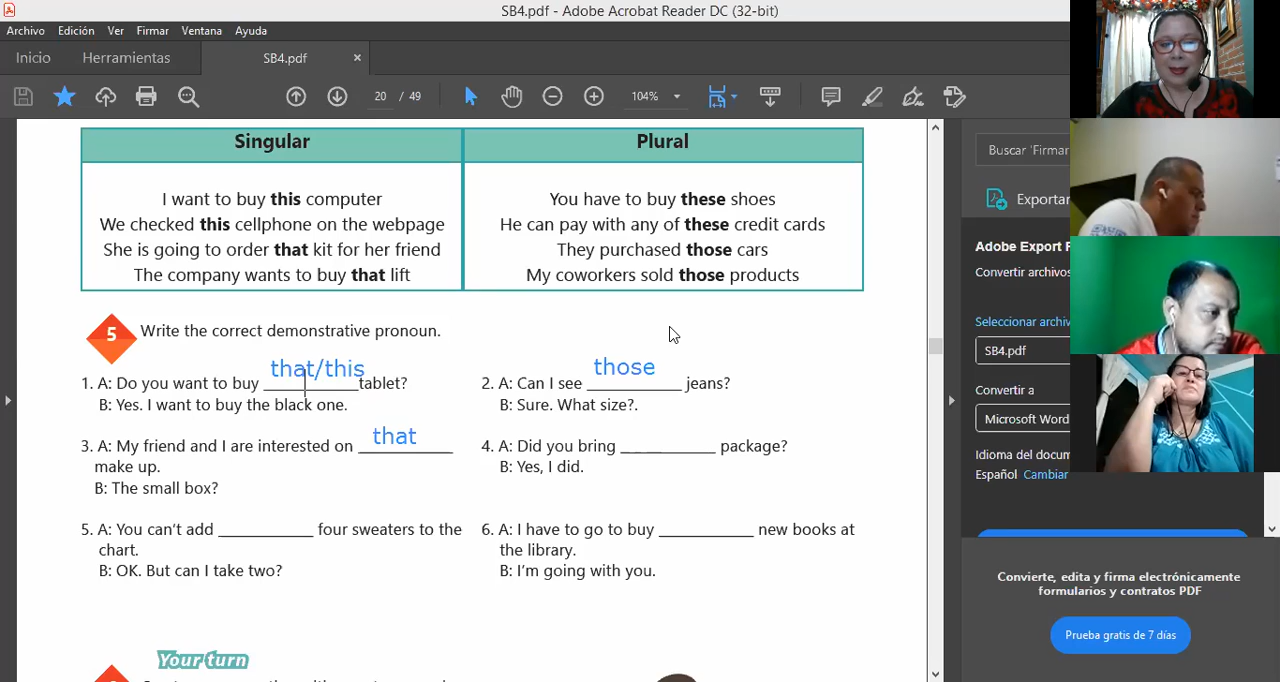 SB4.pdf - Adobe Acrobat Reader DC (32-bit)
Archivo Edición Ver Firmar Ventana Ayuda
Inicio Herramientas SB4.pdf ×
20 / 49 104%
Singular Plural
I want to buy this computer
We checked this cellphone on the webpage
She is going to order that kit for her friend
The company wants to buy that lift
You have to buy these shoes
He can pay with any of these credit cards
They purchased those cars
My coworkers sold those products
5 Write the correct demonstrative pronoun.
that/this
1. A: Do you want to buy ___________tablet?
B: Yes. I want to buy the black one.
those
2. A: Can I see ___________ jeans?
B: Sure. What size?.
that
3. A: My friend and I are interested on ___________
make up.
B: The small box?
4. A: Did you bring ___________ package?
B: Yes, I did.
5. A: You can't add ___________ four sweaters to the
chart.
B: OK. But can I take two?
6. A: I have to go to buy ___________ new books at
the library.
B: I'm going with you.
Your turn
Buscar 'Firmar
Exportar
Adobe Export
Convertir archivos
Seleccionar archiv
SB4.pdf
Convertir a
Microsoft Word
Idioma del docum
Español Cambiar
Convierte, edita y firma electrónicamente
formularios y contratos PDF
Prueba gratis de 7 días